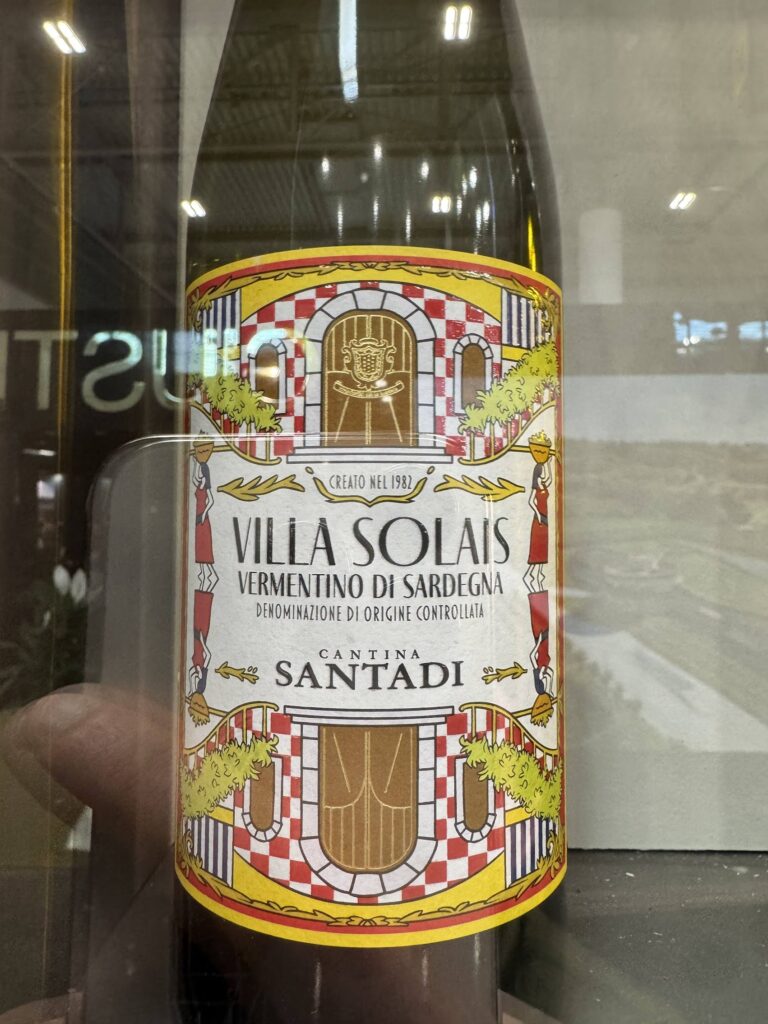 CREATO NEL 1982
VILLA SOLAIS
VERMENTINO DI SARDEGNA
DENOMINAZIONE DI ORIGINE CONTROLLATA
CANTINA
SANTADI